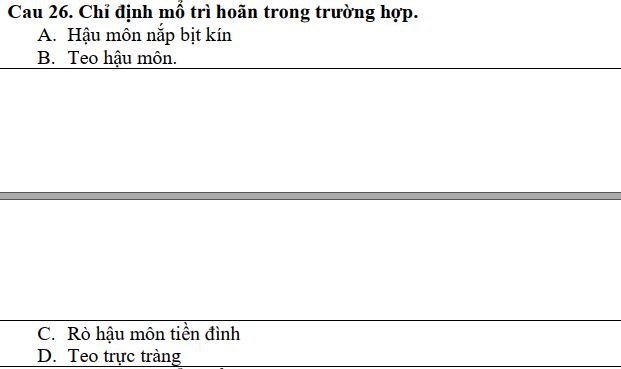 Cau 26. Chỉ định mổ trì hoãn trong trường hợp.
A. Hậu môn nắp bịt kín
B. Teo hậu môn.
C. Rò hậu môn tiền đình
D. Teo trực tràng